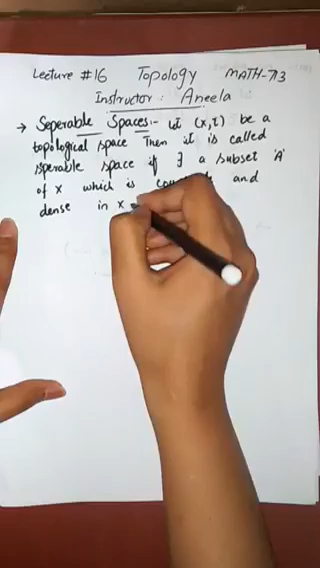 Lecture #16 Topology MATH-713
Instructor : Aneela
→ Seperable Spaces:- Let (X,τ) be a
topological space Then it is called
sperable space if ∃ a subset 'A'
of X which is and
dense in X